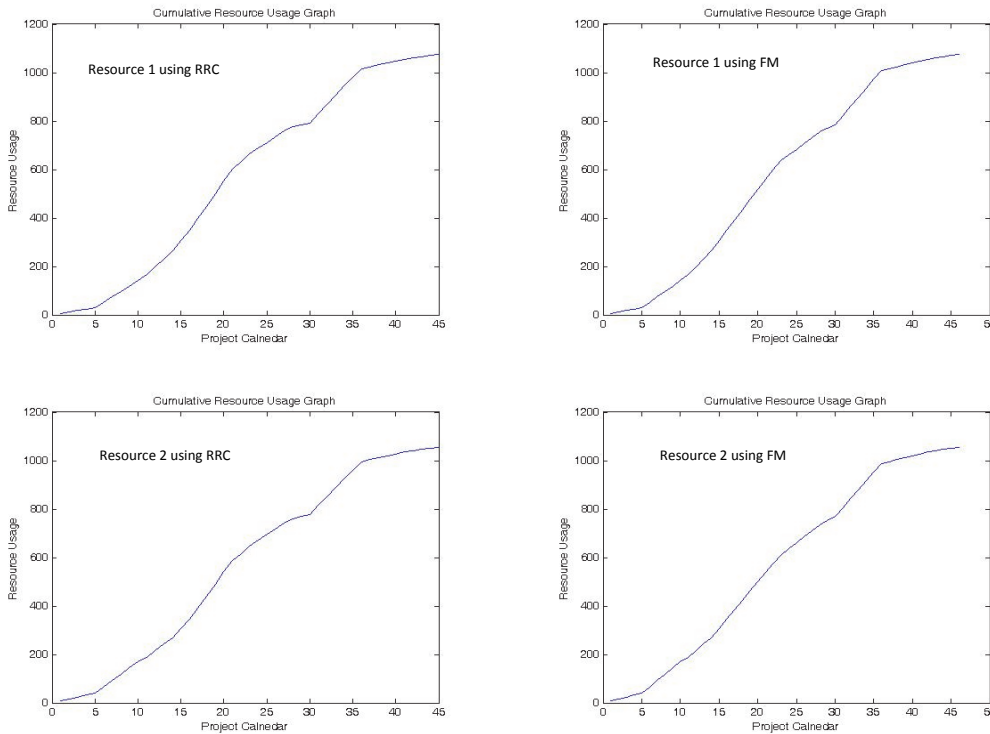 Cumulative Resource Usage Graph
1200
1000
800
600
400
200
0
Resource Usage
Resource 1 using RRC
0 5 10 15 20 25 30 35 40 45
Project Calnedar
Cumulative Resource Usage Graph
1200
1000
800
600
400
200
0
Resource Usage
Resource 1 using FM
0 5 10 15 20 25 30 35 40 45 5
Project Calnedar
Cumulative Resource Usage Graph
1200
1000
800
600
400
200
0
Resource Usage
Resource 2 using RRC
0 5 10 15 20 25 30 35 40 45
Project Calnedar
Cumulative Resource Usage Graph
1200
1000
800
600
400
200
0
Resource Usage
Resource 2 using FM
0 5 10 15 20 25 30 35 40 45 5
Project Calnedar